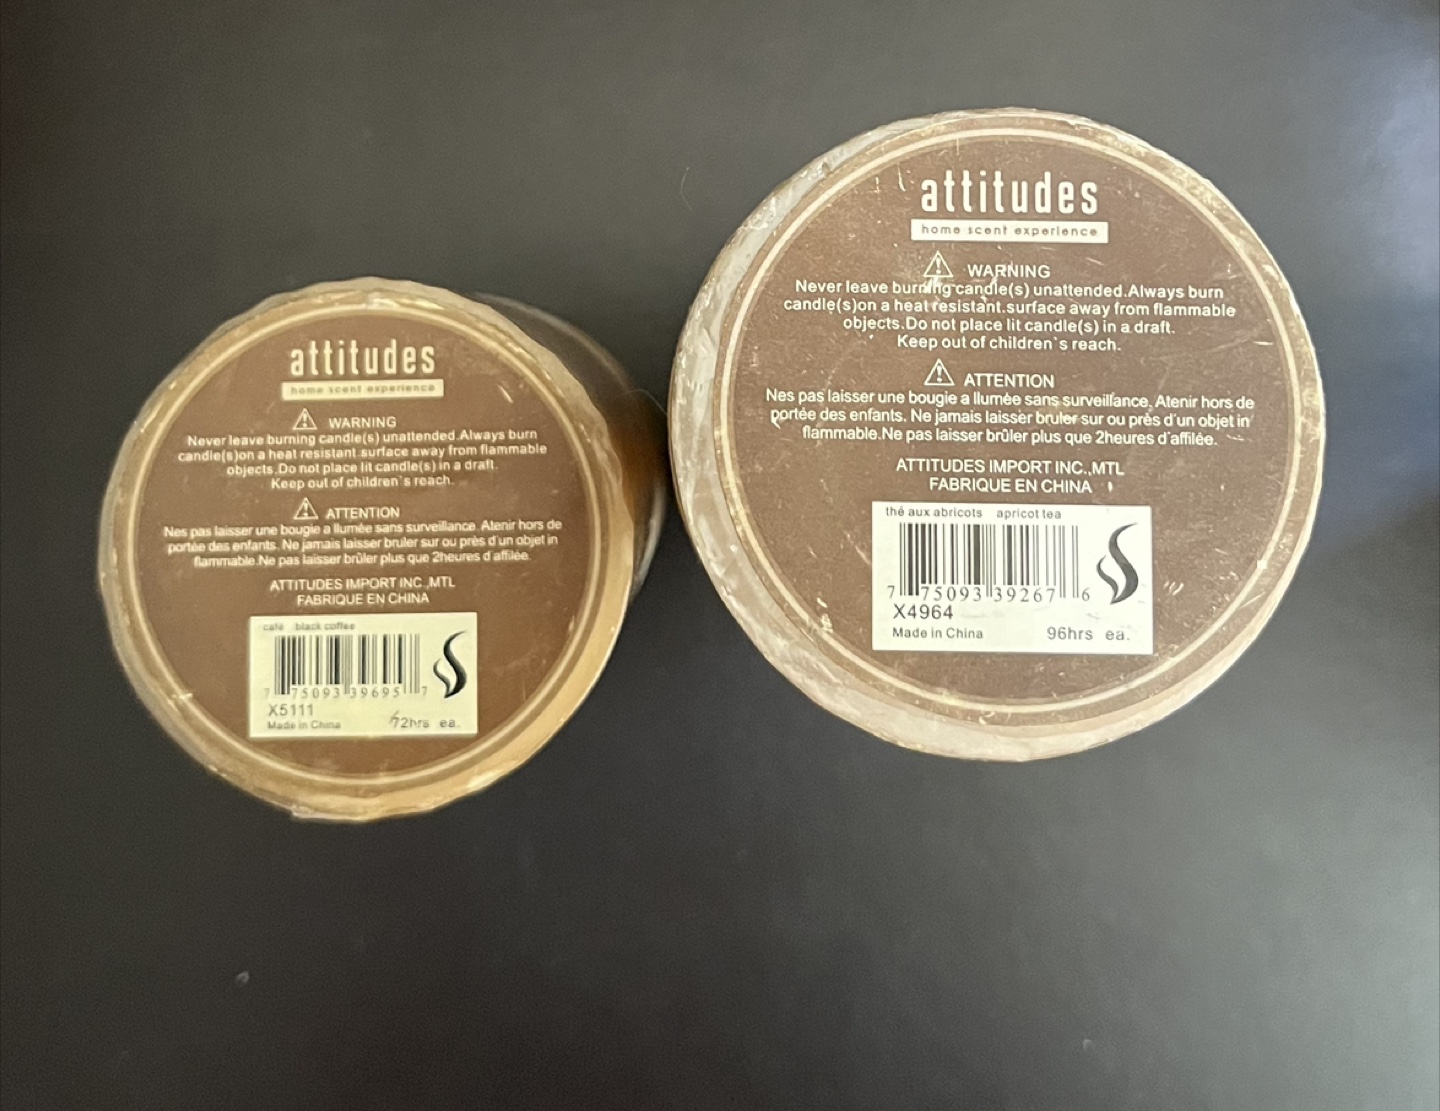 attitudes
home scent experience
WARNING
Never leave burning candle(s) unattended.Always burn
candle(s)on a heat resistant.surface away from flammable
objects.Do not place lit candle(s) in a draft.
Keep out of children`s reach.
ATTENTION
Nes pas laisser une bougie a llumée sans surveillance. Atenir hors de
portée des enfants. Ne jamais laisser bruler sur ou près d'un objet in
flammable.Ne pas laisser brûler plus que 2heures d'affilée.
ATTITUDES IMPORT INC.,MTL
FABRIQUE EN CHINA
café black coffee
7 75093 39695 7
X5111
Made in China 72hrs ea.
attitudes
home scent experience
WARNING
Never leave burning candle(s) unattended.Always burn
candle(s)on a heat resistant.surface away from flammable
objects.Do not place lit candle(s) in a draft.
Keep out of children`s reach.
ATTENTION
Nes pas laisser une bougie a llumée sans surveillance. Atenir hors de
portée des enfants. Ne jamais laisser bruler sur ou près d'un objet in
flammable.Ne pas laisser brûler plus que 2heures d'affilée.
ATTITUDES IMPORT INC.,MTL
FABRIQUE EN CHINA
thé aux abricots apricot tea
7 75093 39267 6
X4964
Made in China 96hrs ea.